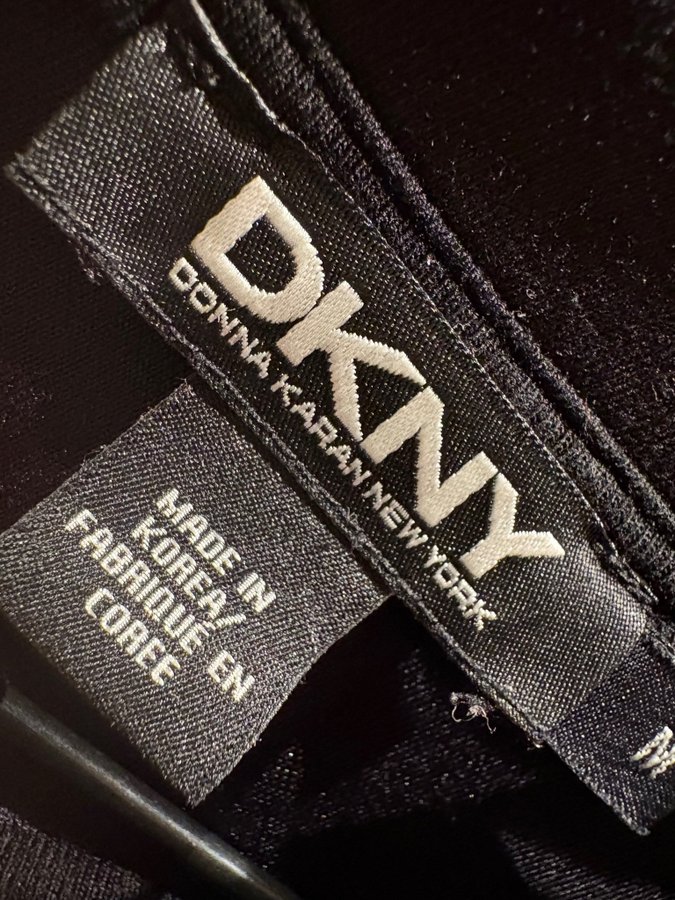 DKNY
DONNA KARAN NEW YORK
MADE IN
KOREA/
FABRIQUE EN
COREE
M